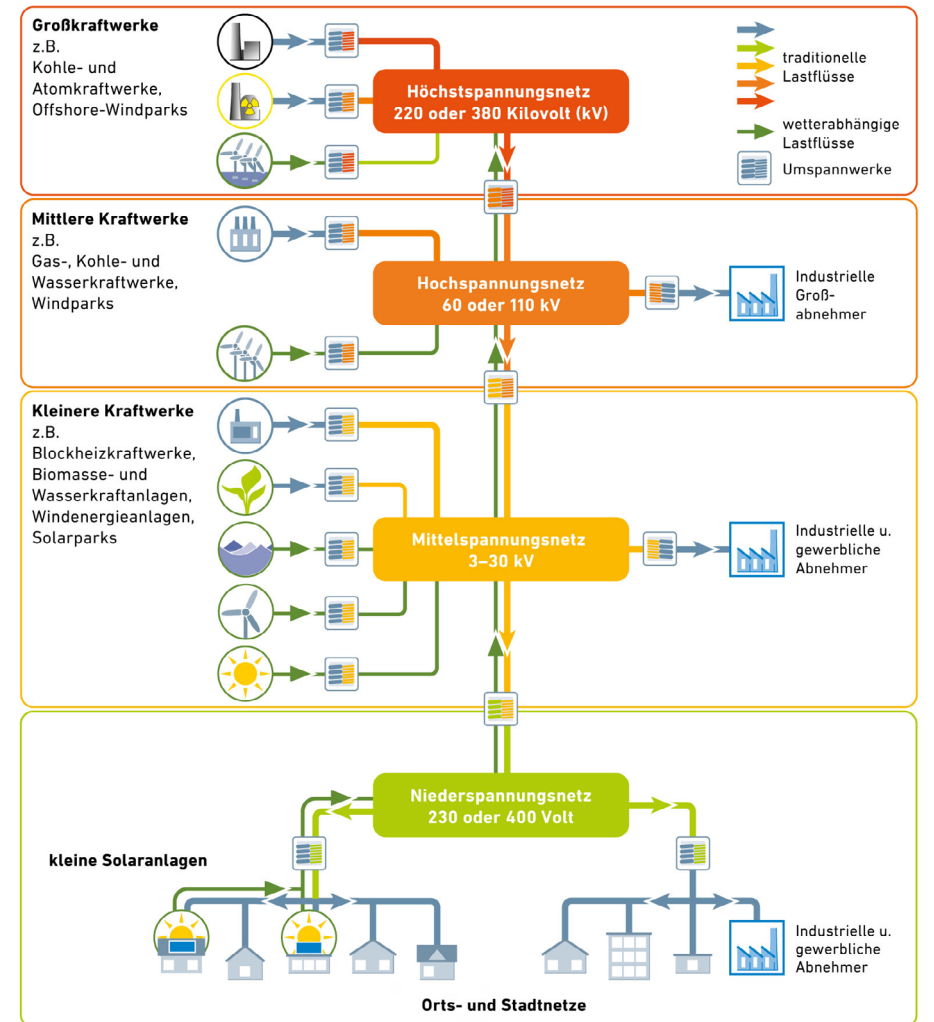 Großkraftwerke
z.B.
Kohle- und
Atomkraftwerke,
Offshore-Windparks
Höchstspannungsnetz
220 oder 380 Kilovolt (kV)
traditionelle
Lastflüsse
wetterabhängige
Lastflüsse
Umspannwerke
Mittlere Kraftwerke
z.B.
Gas-, Kohle- und
Wasserkraftwerke,
Windparks
Hochspannungsnetz
60 oder 110 kV
Industrielle
Groß-
abnehmer
Kleinere Kraftwerke
z.B.
Blockheizkraftwerke,
Biomasse- und
Wasserkraftanlagen,
Windenergieanlagen,
Solarparks
Mittelspannungsnetz
3–30 kV
Industrielle u.
gewerbliche
Abnehmer
Niederspannungsnetz
230 oder 400 Volt
kleine Solaranlagen
Industrielle u.
gewerbliche
Abnehmer
Orts- und Stadtnetze